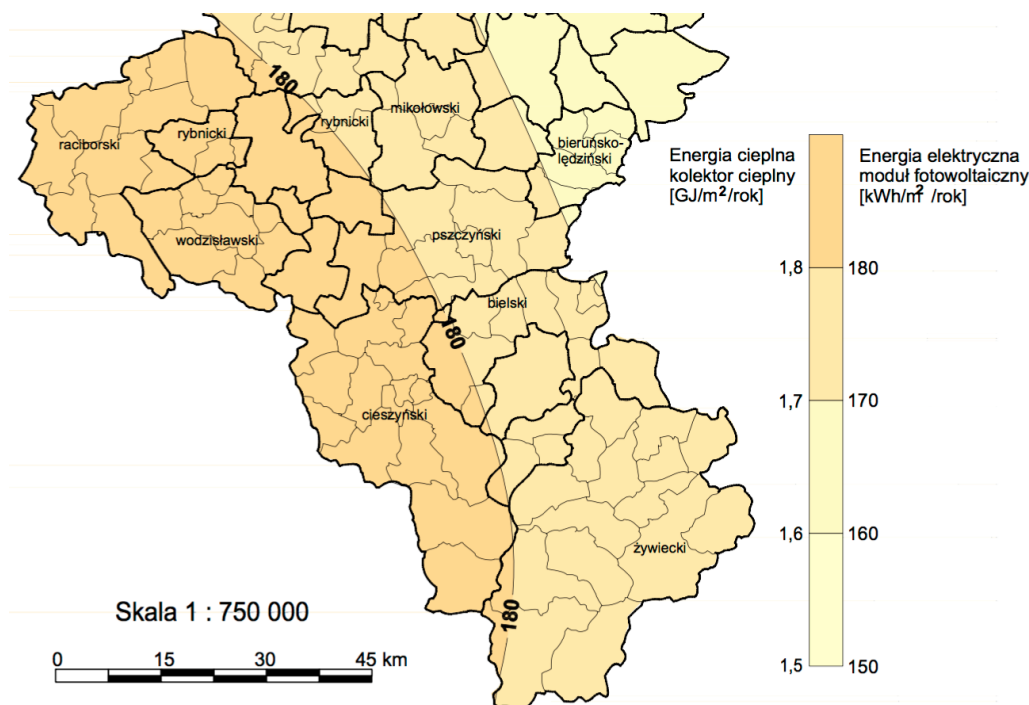 180
mikołowski
rybnicki
rybnicki
raciborski
bieruńsko-
lędziński
wodzisławski
pszczyński
bielski
180
cieszyński
żywiecki
180
Energia cieplna
kolektor cieplny
[GJ/m²/rok]
Energia elektryczna
moduł fotowoltaiczny
[kWh/m² /rok]
1,8 180
1,7 170
1,6 160
1,5 150
Skala 1 : 750 000
0 15 30 45 km